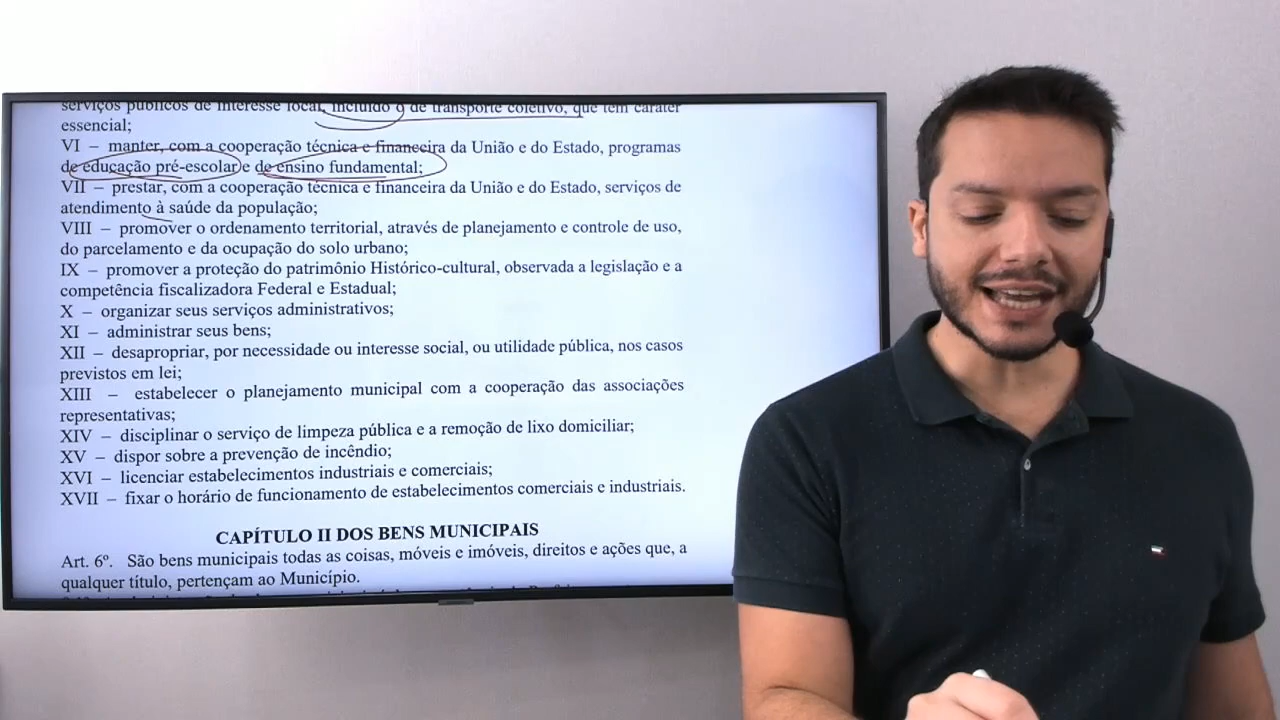 serviços públicos de interesse local, incluído o de transporte coletivo, que tem caráter
essencial;
VI – manter, com a cooperação técnica e financeira da União e do Estado, programas
de educação pré-escolar e de ensino fundamental;
VII – prestar, com a cooperação técnica e financeira da União e do Estado, serviços de
atendimento à saúde da população;
VIII – promover o ordenamento territorial, através de planejamento e controle de uso,
do parcelamento e da ocupação do solo urbano;
IX – promover a proteção do patrimônio Histórico-cultural, observada a legislação e a
competência fiscalizadora Federal e Estadual;
X – organizar seus serviços administrativos;
XI – administrar seus bens;
XII – desapropriar, por necessidade ou interesse social, ou utilidade pública, nos casos
previstos em lei;
XIII – estabelecer o planejamento municipal com a cooperação das associações
representativas;
XIV – disciplinar o serviço de limpeza pública e a remoção de lixo domiciliar;
XV – dispor sobre a prevenção de incêndio;
XVI – licenciar estabelecimentos industriais e comerciais;
XVII – fixar o horário de funcionamento de estabelecimentos comerciais e industriais.
CAPÍTULO II DOS BENS MUNICIPAIS
Art. 6º. São bens municipais todas as coisas, móveis e imóveis, direitos e ações que, a
qualquer título, pertençam ao Município.